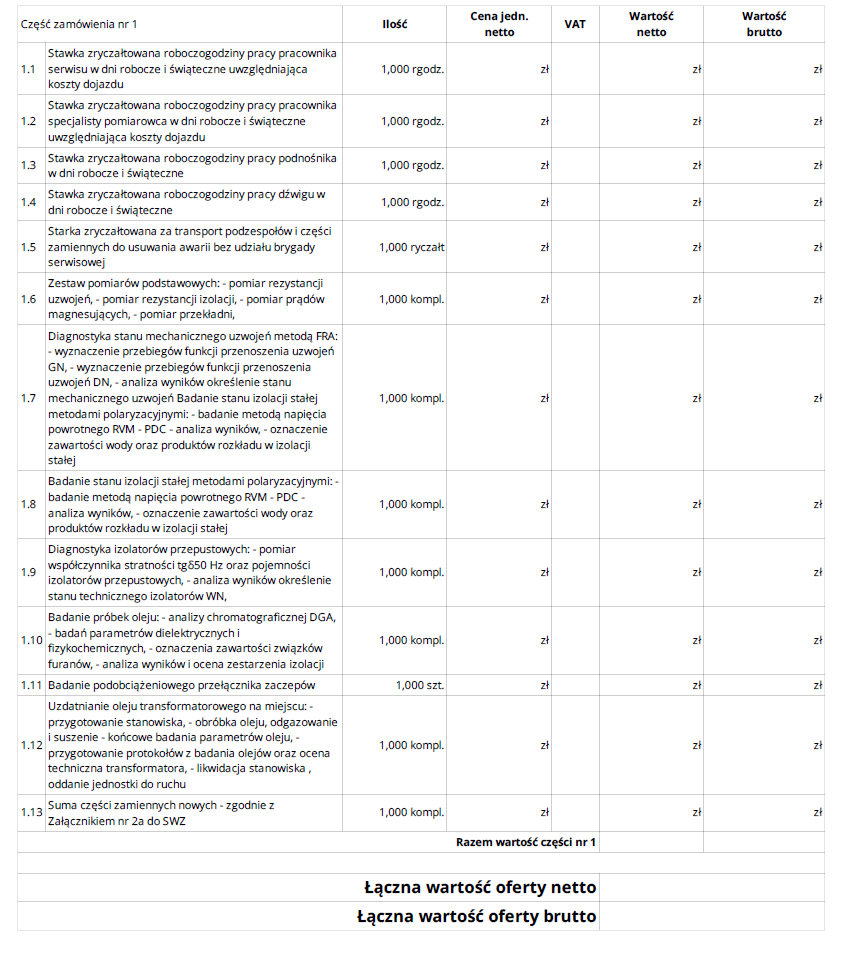 Część zamówienia nr 1 Ilość Cena jedn. netto VAT Wartość netto Wartość brutto
1.1 Stawka zryczałtowana roboczogodziny pracy pracownika
serwisu w dni robocze i świąteczne uwzględniająca
koszty dojazdu
1,000 rgodz. zł zł zł
1.2 Stawka zryczałtowana roboczogodziny pracy pracownika
specjalisty pomiarowca w dni robocze i świąteczne
uwzględniająca koszty dojazdu
1,000 rgodz. zł zł zł
1.3 Stawka zryczałtowana roboczogodziny pracy podnośnika
w dni robocze i świąteczne
1,000 rgodz. zł zł zł
1.4 Stawka zryczałtowana roboczogodziny pracy dźwigu w
dni robocze i świąteczne
1,000 rgodz. zł zł zł
1.5 Starka zryczałtowana za transport podzespołów i części
zamiennych do usuwania awarii bez udziału brygady
serwisowej
1,000 ryczałt zł zł zł
1.6 Zestaw pomiarów podstawowych: - pomiar rezystancji
uzwojeń, - pomiar rezystancji izolacji, - pomiar prądów
magnesujących, - pomiar przekładni,
1,000 kompl. zł zł zł
1.7 Diagnostyka stanu mechanicznego uzwojeń metodą FRA:
- wyznaczenie przebiegów funkcji przenoszenia uzwojeń
GN, - wyznaczenie przebiegów funkcji przenoszenia
uzwojeń DN, - analiza wyników określenie stanu
mechanicznego uzwojeń Badanie stanu izolacji stałej
metodami polaryzacyjnymi: - badanie metodą napięcia
powrotnego RVM - PDC - analiza wyników, - oznaczenie
zawartości wody oraz produktów rozkładu w izolacji
stałej
1,000 kompl. zł zł zł
1.8 Badanie stanu izolacji stałej metodami polaryzacyjnymi: -
badanie metodą napięcia powrotnego RVM - PDC -
analiza wyników, - oznaczenie zawartości wody oraz
produktów rozkładu w izolacji stałej
1,000 kompl. zł zł zł
1.9 Diagnostyka izolatorów przepustowych: - pomiar
współczynnika stratności tgδ50 Hz oraz pojemności
izolatorów przepustowych, - analiza wyników określenie
stanu technicznego izolatorów WN,
1,000 kompl. zł zł zł
1.10 Badanie próbek oleju: - analizy chromatograficznej DGA,
- badań parametrów dielektrycznych i
fizykochemicznych, - oznaczenia zawartości związków
furanów, - analiza wyników i ocena zestarzenia izolacji
1,000 kompl. zł zł zł
1.11 Badanie podobciążeniowego przełącznika zaczepów 1,000 szt. zł zł zł
1.12 Uzdatnianie oleju transformatorowego na miejscu: -
przygotowanie stanowiska, - obróbka oleju, odgazowanie
i suszenie - końcowe badania parametrów oleju, -
przygotowanie protokołów z badania olejów oraz ocena
techniczna transformatora, - likwidacja stanowiska ,
oddanie jednostki do ruchu
1,000 kompl. zł zł zł
1.13 Suma części zamiennych nowych - zgodnie z
Załącznikiem nr 2a do SWZ
1,000 kompl. zł zł zł
Razem wartość części nr 1
Łączna wartość oferty netto
Łączna wartość oferty brutto